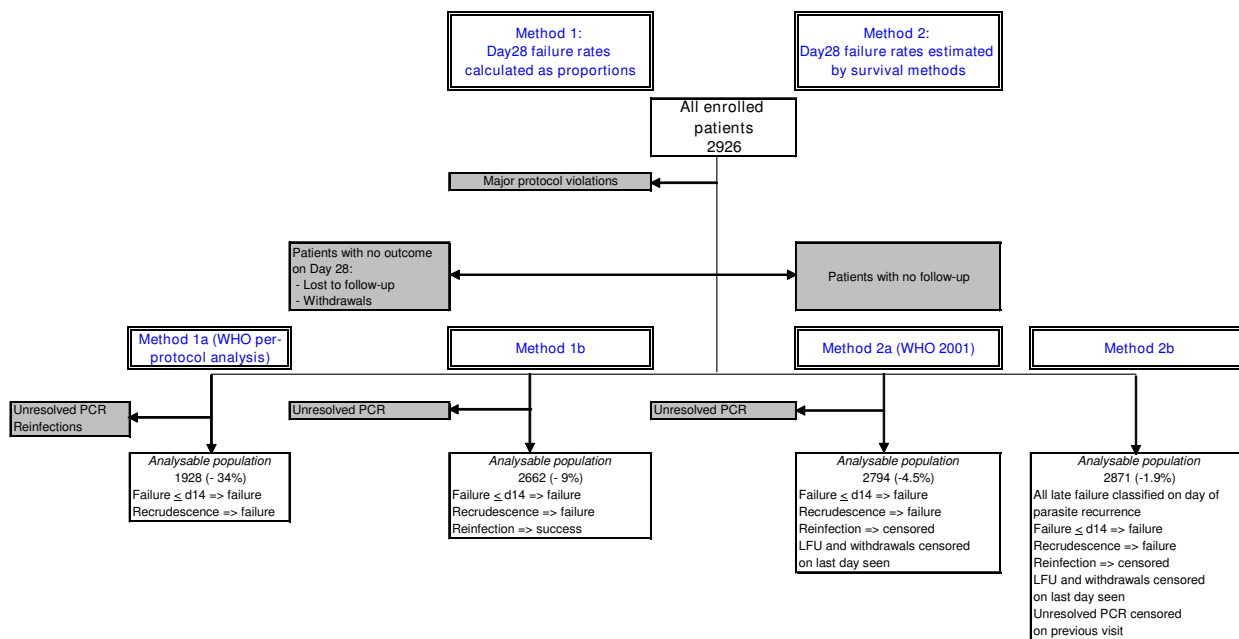 Method 1:
Day28 failure rates
calculated as proportions
Method 2:
Day28 failure rates estimated
by survival methods
All enrolled
patients
2926
Major protocol violations
Patients with no outcome
on Day 28:
- Lost to follow-up
- Withdrawals
Patients with no follow-up
Method 1a (WHO per-
protocol analysis)
Method 1b
Method 2a (WHO 2001)
Method 2b
Unresolved PCR
Reinfections
Unresolved PCR
Unresolved PCR
Analysable population
1928 (- 34%)
Failure ≤ d14 => failure
Recrudescence => failure
Analysable population
2662 (- 9%)
Failure ≤ d14 => failure
Recrudescence => failure
Reinfection => success
Analysable population
2794 (-4.5%)
Failure ≤ d14 => failure
Recrudescence => failure
Reinfection => censored
LFU and withdrawals censored
on last day seen
Analysable population
2871 (-1.9%)
All late failure classified on day of
parasite recurrence
Failure ≤ d14 => failure
Recrudescence => failure
Reinfection => censored
LFU and withdrawals censored
on last day seen
Unresolved PCR censored
on previous visit